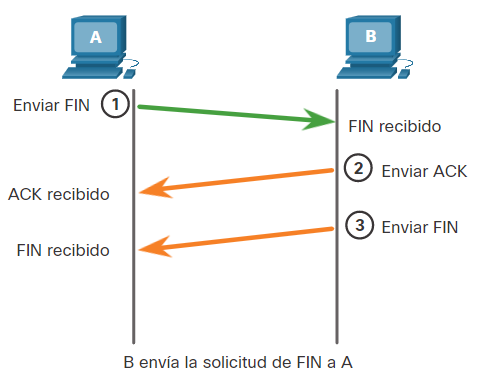 A
B
Enviar FIN 1
FIN recibido
2 Enviar ACK
ACK recibido
3 Enviar FIN
FIN recibido
B envía la solicitud de FIN a A